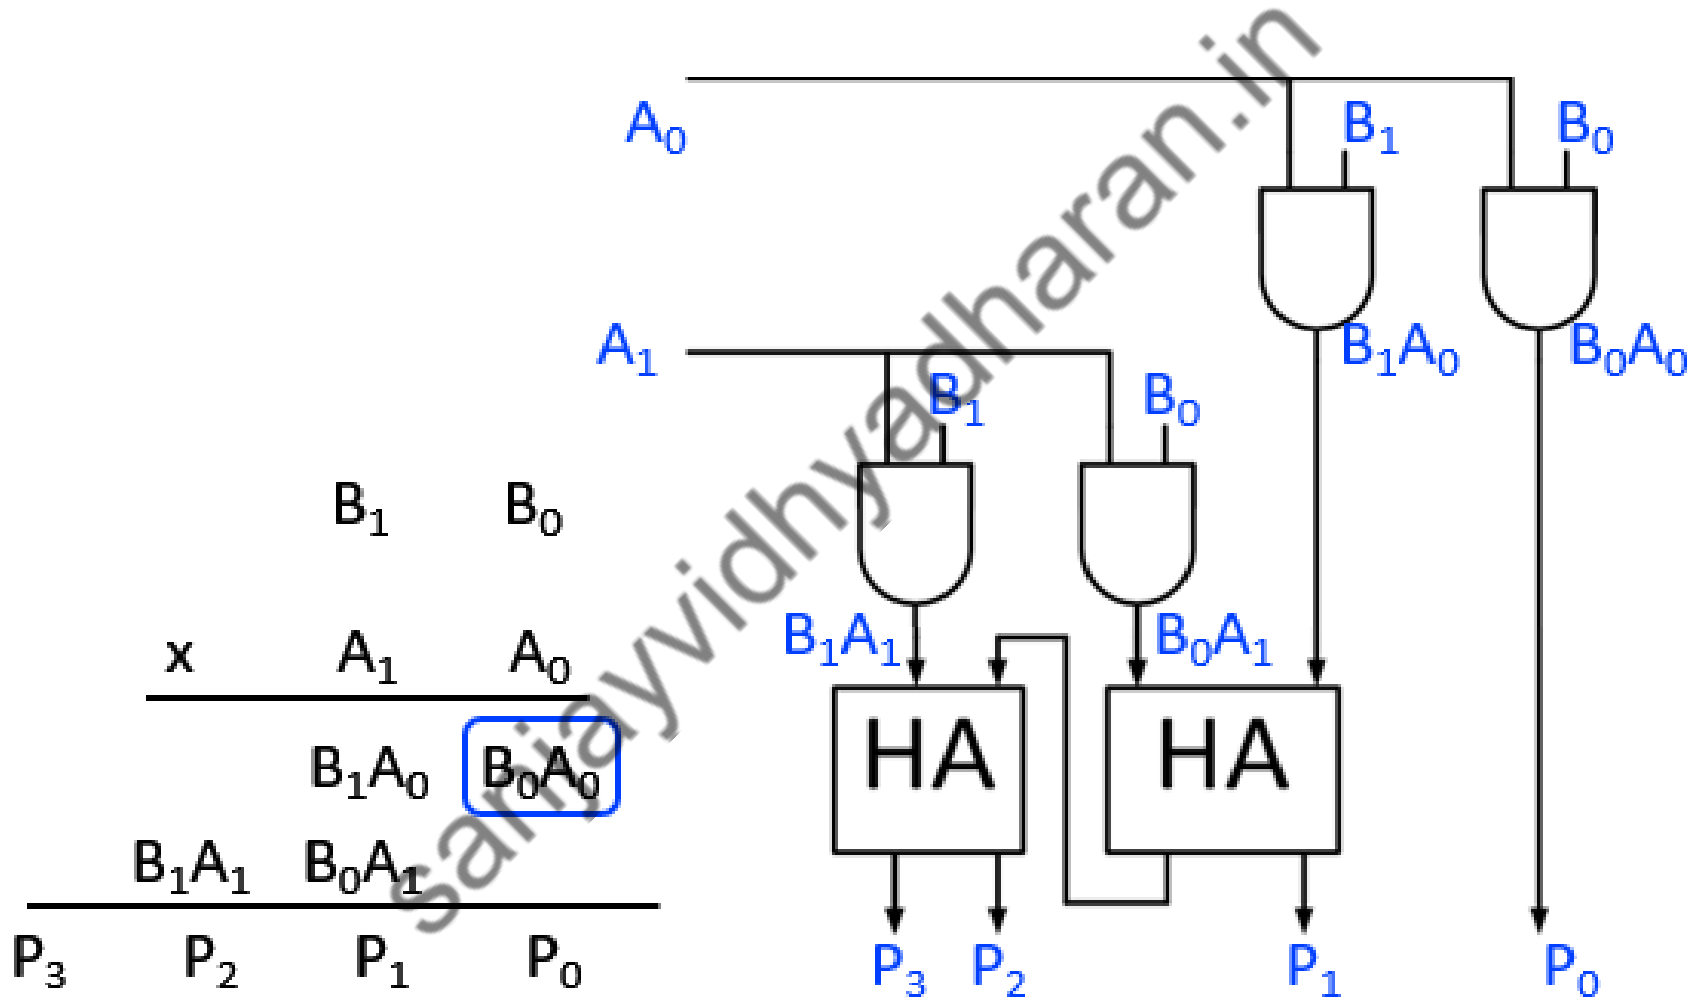 A₀
B₁ B₀
B₁A₀ B₀A₀
A₁
B₁ B₀
B₁A₁ B₀A₁
HA HA
P₃ P₂ P₁ P₀
B₁ B₀
x A₁ A₀
B₁A₀ B₀A₀
B₁A₁ B₀A₁
P₃ P₂ P₁ P₀
sanjayvidhyadharan.in